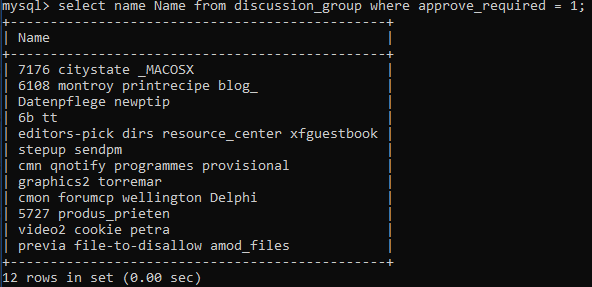 mysql> select name Name from discussion_group where approve_required = 1;
+-----------------------------------------------+
| Name                                          |
+-----------------------------------------------+
| 7176 citystate _MACOSX                        |
| 6108 montroy printrecipe blog_                |
| Datenpflege newptip                           |
| 6b tt                                         |
| editors-pick dirs resource_center xfguestbook |
| stepup sendpm                                 |
| cmn qnotify programmes provisional            |
| graphics2 torremar                            |
| cmon forumcp wellington Delphi                |
| 5727 produs_prieten                           |
| video2 cookie petra                           |
| previa file-to-disallow amod_files            |
+-----------------------------------------------+
12 rows in set (0.00 sec)